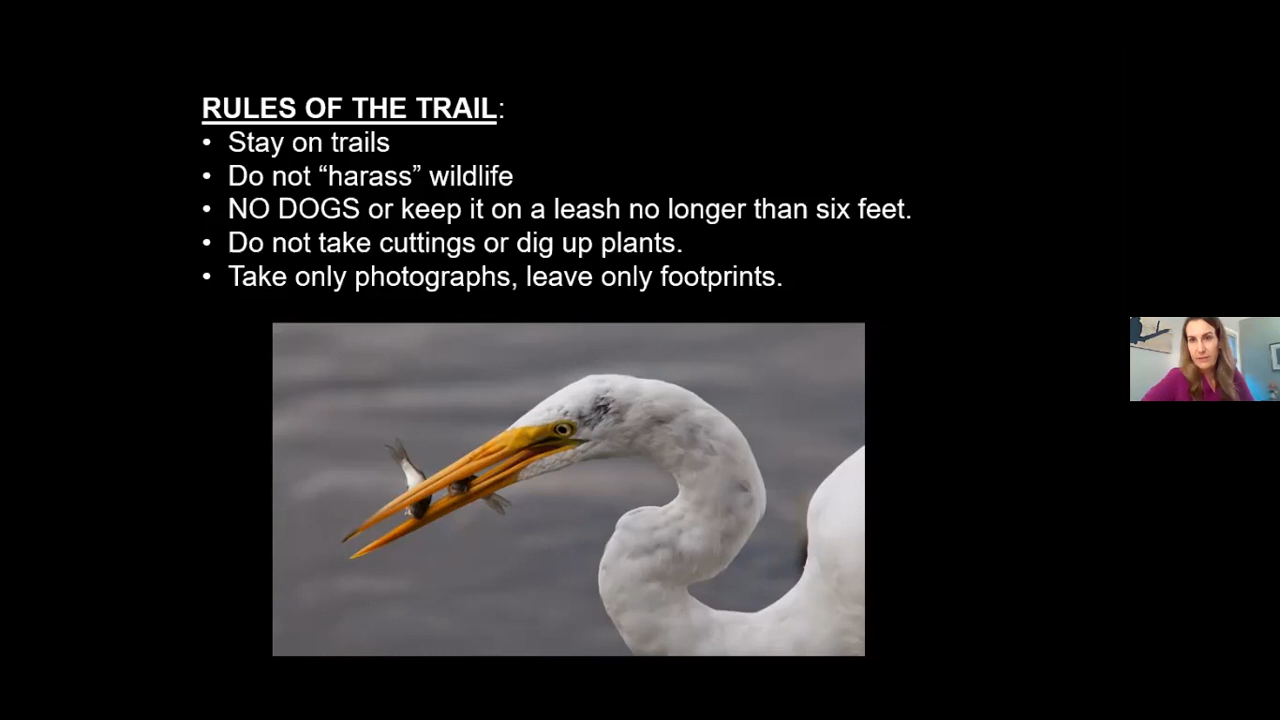 RULES OF THE TRAIL:
• Stay on trails
• Do not “harass” wildlife
• NO DOGS or keep it on a leash no longer than six feet.
• Do not take cuttings or dig up plants.
• Take only photographs, leave only footprints.